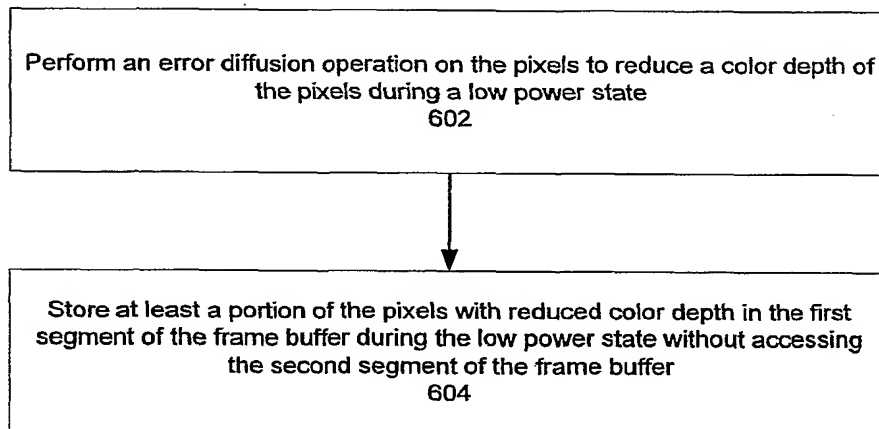 Perform an error diffusion operation on the pixels to reduce a color depth of
the pixels during a low power state
602
Store at least a portion of the pixels with reduced color depth in the first
segment of the frame buffer during the low power state without accessing
the second segment of the frame buffer
604